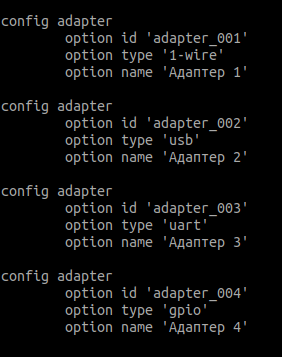 config adapter
option id 'adapter_001'
option type '1-wire'
option name 'Адаптер 1'
config adapter
option id 'adapter_002'
option type 'usb'
option name 'Адаптер 2'
config adapter
option id 'adapter_003'
option type 'uart'
option name 'Адаптер 3'
config adapter
option id 'adapter_004'
option type 'gpio'
option name 'Адаптер 4'